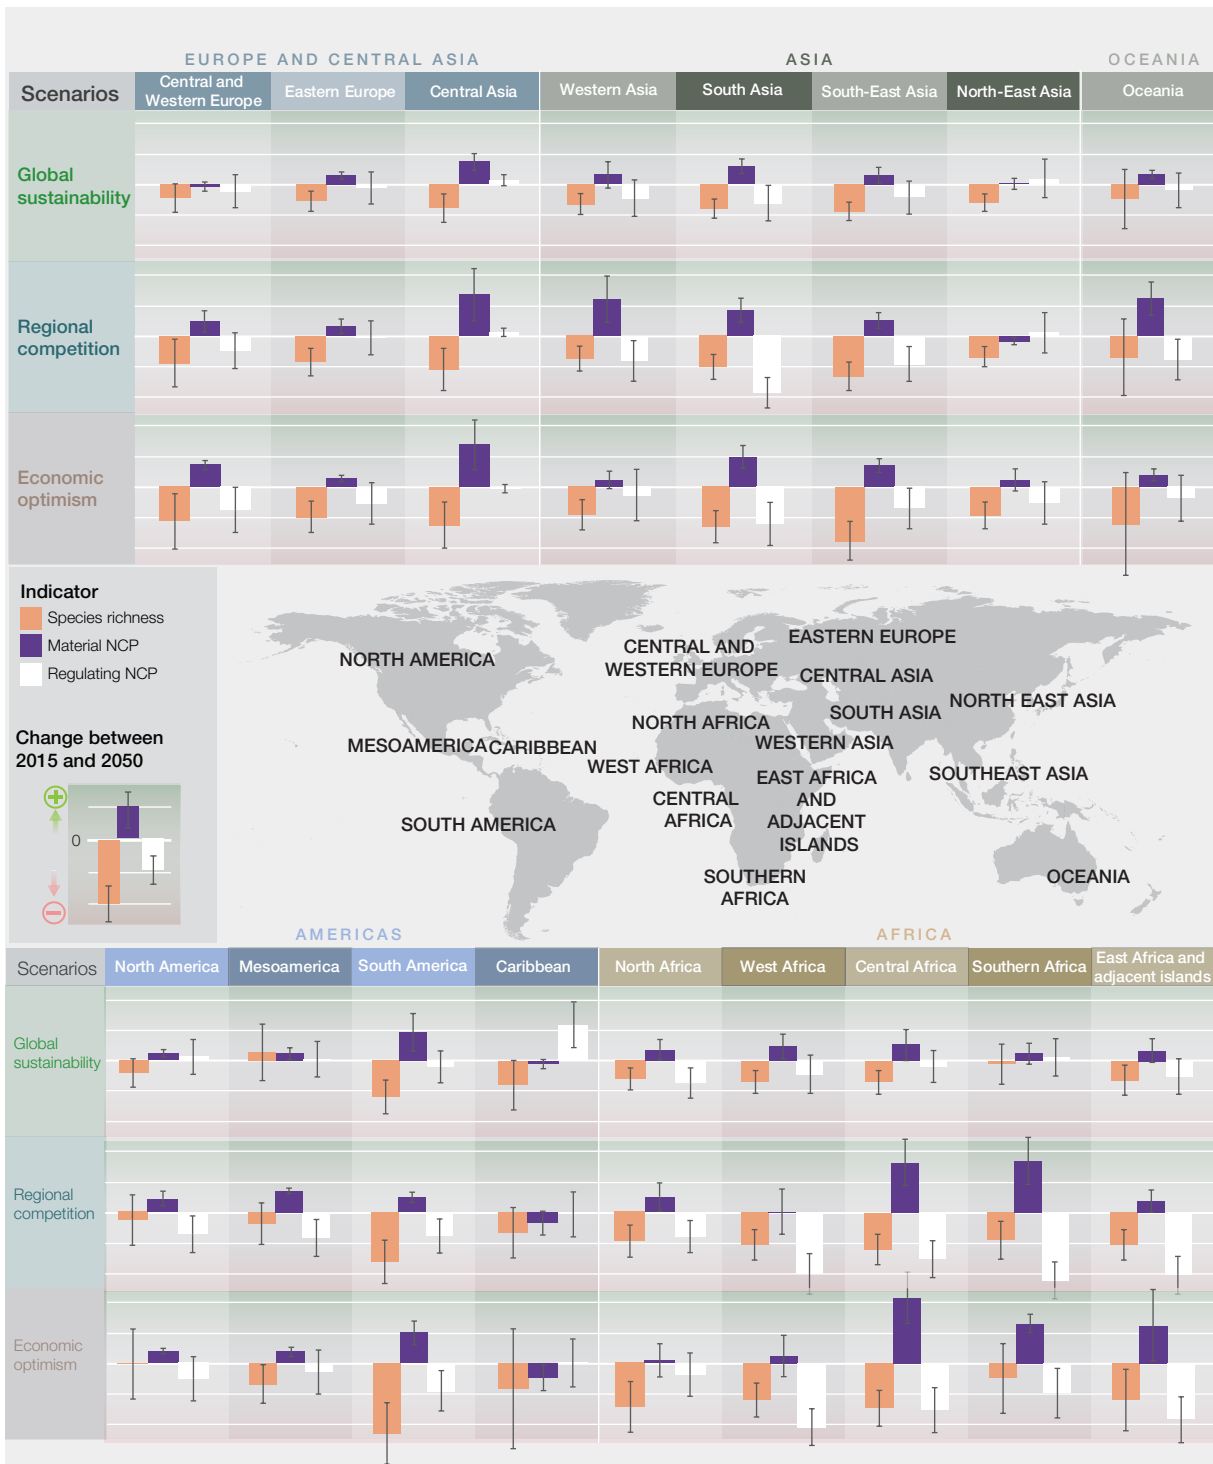 EUROPE AND CENTRAL ASIA
ASIA
OCEANIA
Scenarios
Central and
Western Europe
Eastern Europe
Central Asia
Western Asia
South Asia
South-East Asia
North-East Asia
Oceania
Global
sustainability
Regional
competition
Economic
optimism
Indicator
Species richness
Material NCP
Regulating NCP
Change between
2015 and 2050
0
NORTH AMERICA
CENTRAL AND
WESTERN EUROPE
EASTERN EUROPE
CENTRAL ASIA
NORTH EAST ASIA
SOUTH ASIA
NORTH AFRICA
WESTERN ASIA
MESOAMERICA
CARIBBEAN
WEST AFRICA
SOUTHEAST ASIA
EAST AFRICA
AND
ADJACENT
ISLANDS
CENTRAL
AFRICA
SOUTH AMERICA
SOUTHERN
AFRICA
OCEANIA
AMERICAS
AFRICA
Scenarios
North America
Mesoamerica
South America
Caribbean
North Africa
West Africa
Central Africa
Southern Africa
East Africa and
adjacent islands
Global
sustainability
Regional
competition
Economic
optimism